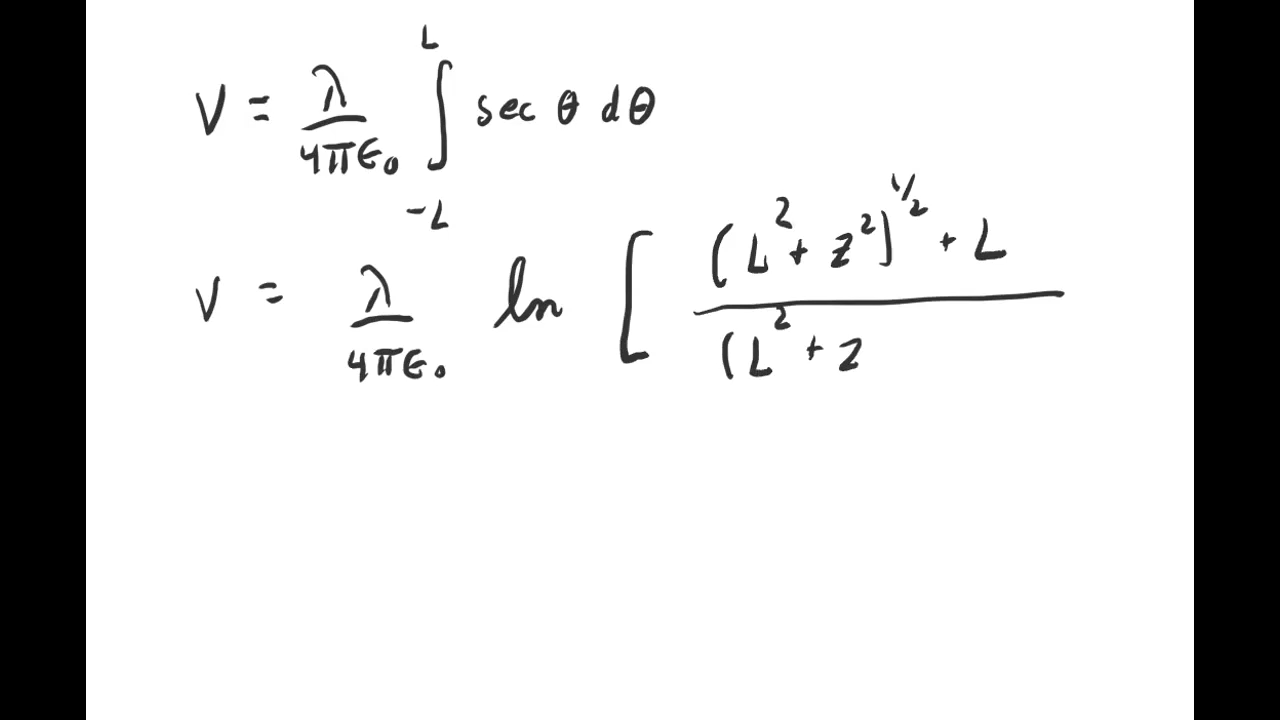 V = λ/4πϵ₀ ∫_{-L}^{L} sec θ dθ
V = λ/4πϵ₀ ln [ (L² + z²)^{1/2} + L / (L² + z